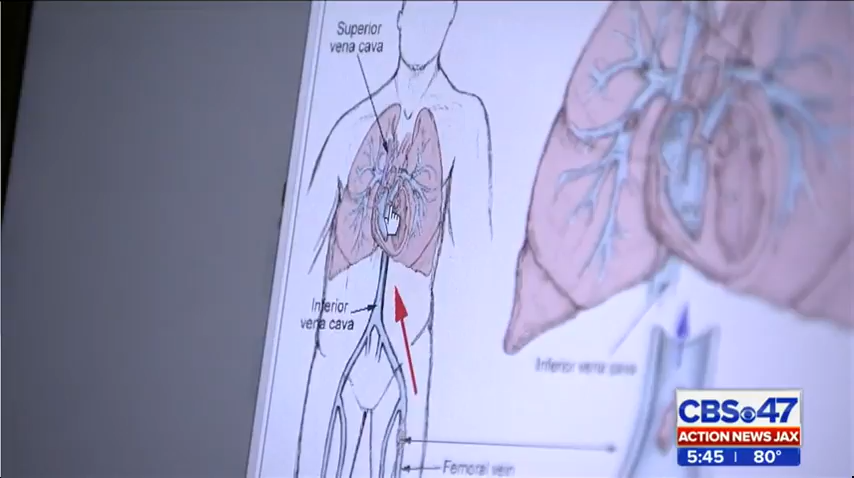 Superior
vena cava
Inferior
vena cava
Inferior vena cava
Femoral vein
CBS 47
ACTION NEWS JAX
5:45 | 80°